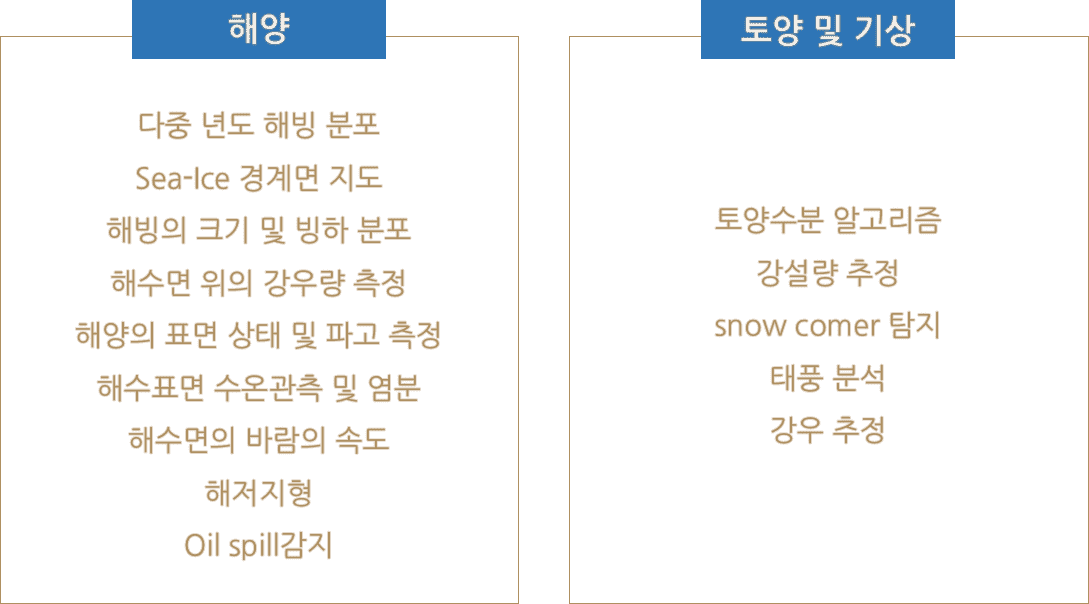 해양
다중 년도 해빙 분포
Sea-Ice 경계면 지도
해빙의 크기 및 빙하 분포
해수면 위의 강우량 측정
해양의 표면 상태 및 파고 측정
해수표면 수온관측 및 염분
해수면의 바람의 속도
해저지형
Oil spill감지
토양 및 기상
토양수분 알고리즘
강설량 추정
snow comer 탐지
태풍 분석
강우 추정